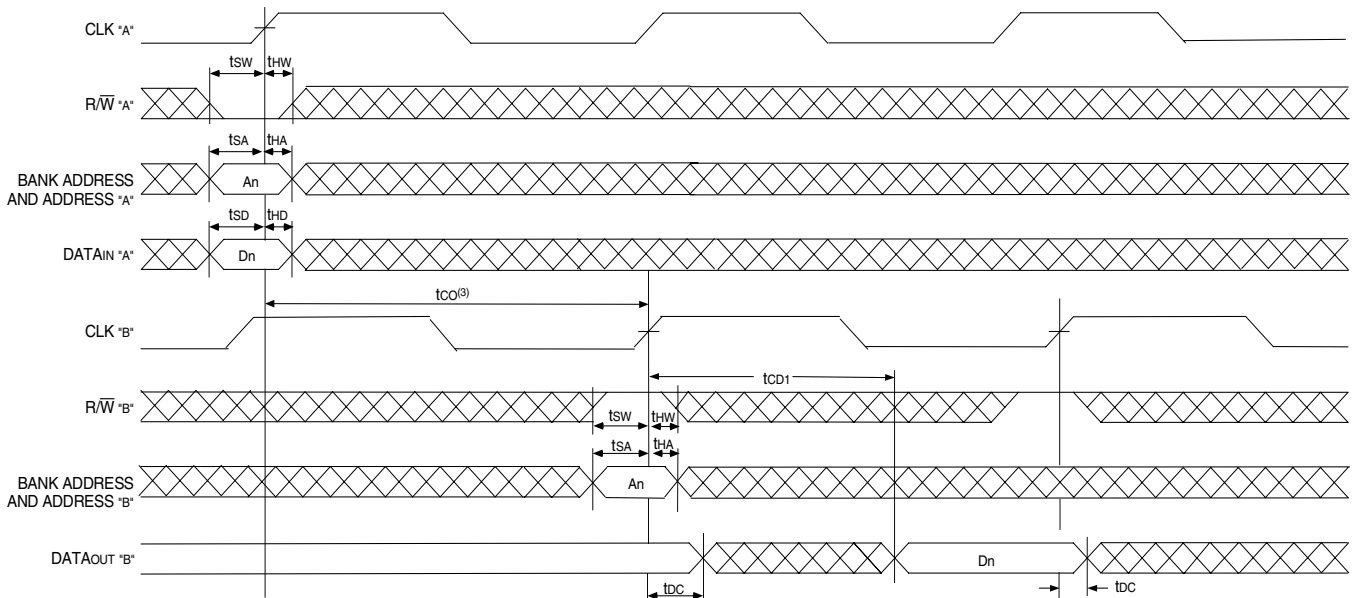 CLK "A"
tSW tHW
R/W̅ "A"
tSA tHA
BANK ADDRESS
AND ADDRESS "A"
An
tSD tHD
DATAIN "A"
Dn
tCO(3)
CLK "B"
tCD1
R/W̅ "B"
tSW tHW
tSA tHA
BANK ADDRESS
AND ADDRESS "B"
An
DATAOUT "B"
Dn
tDC
tDC